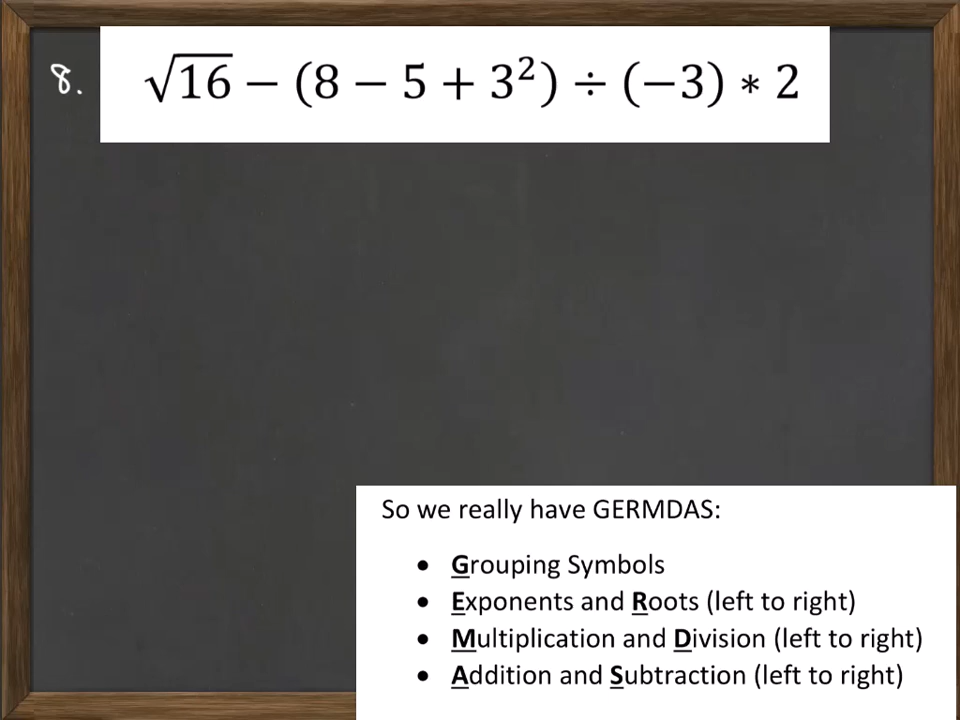 8. √16 − (8 − 5 + 3²) ÷ (−3) * 2
So we really have GERMDAS:
• Grouping Symbols
• Exponents and Roots (left to right)
• Multiplication and Division (left to right)
• Addition and Subtraction (left to right)